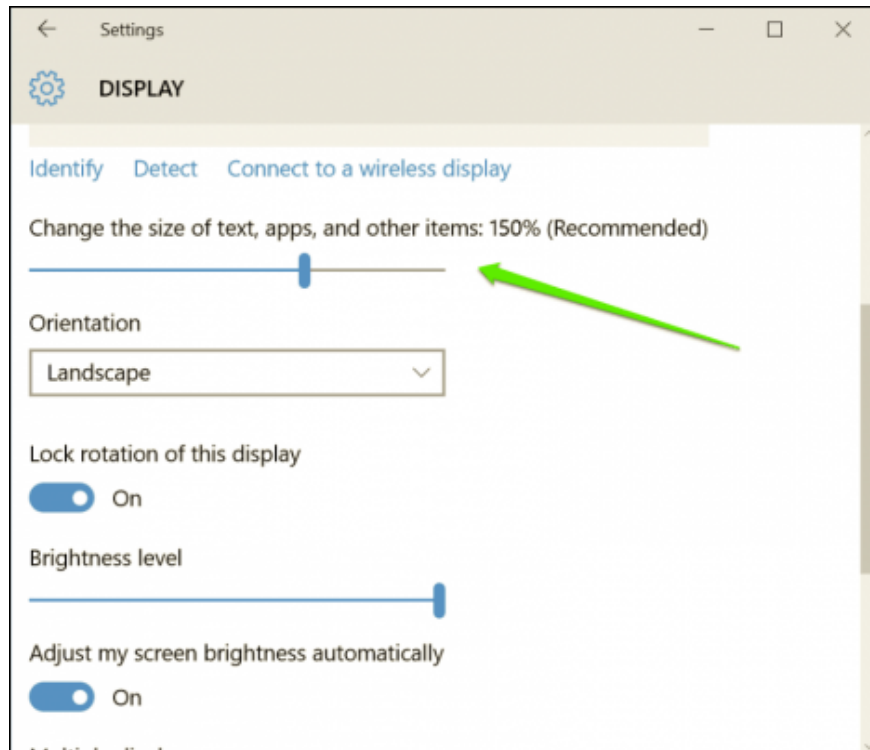 Settings
DISPLAY
Identify Detect Connect to a wireless display
Change the size of text, apps, and other items: 150% (Recommended)
Orientation
Landscape
Lock rotation of this display
On
Brightness level
Adjust my screen brightness automatically
On